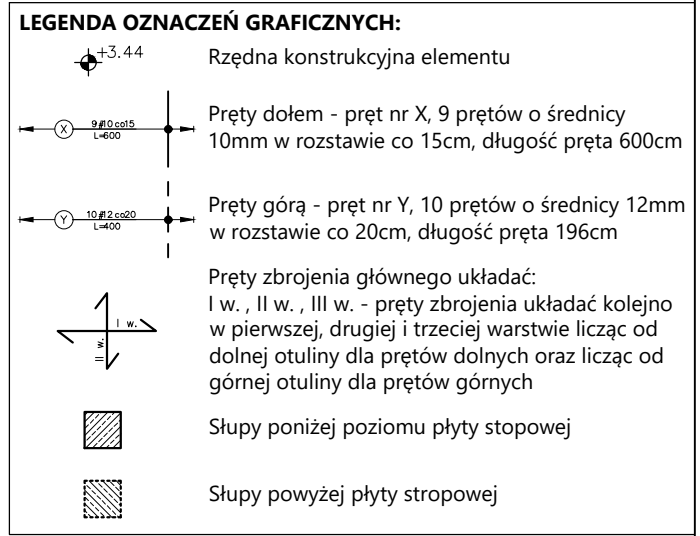 LEGENDA OZNACZEŃ GRAFICZNYCH:
+3.44
Rzędna konstrukcyjna elementu
X
9#10 co15
L=600
Pręty dołem - pręt nr X, 9 prętów o średnicy
10mm w rozstawie co 15cm, długość pręta 600cm
Y
10#12 co20
L=400
Pręty górą - pręt nr Y, 10 prętów o średnicy 12mm
w rozstawie co 20cm, długość pręta 196cm
I w.
II w.
Pręty zbrojenia głównego układać:
I w. , II w. , III w. - pręty zbrojenia układać kolejno
w pierwszej, drugiej i trzeciej warstwie licząc od
dolnej otuliny dla prętów dolnych oraz licząc od
górnej otuliny dla prętów górnych
Słupy poniżej poziomu płyty stopowej
Słupy powyżej płyty stropowej